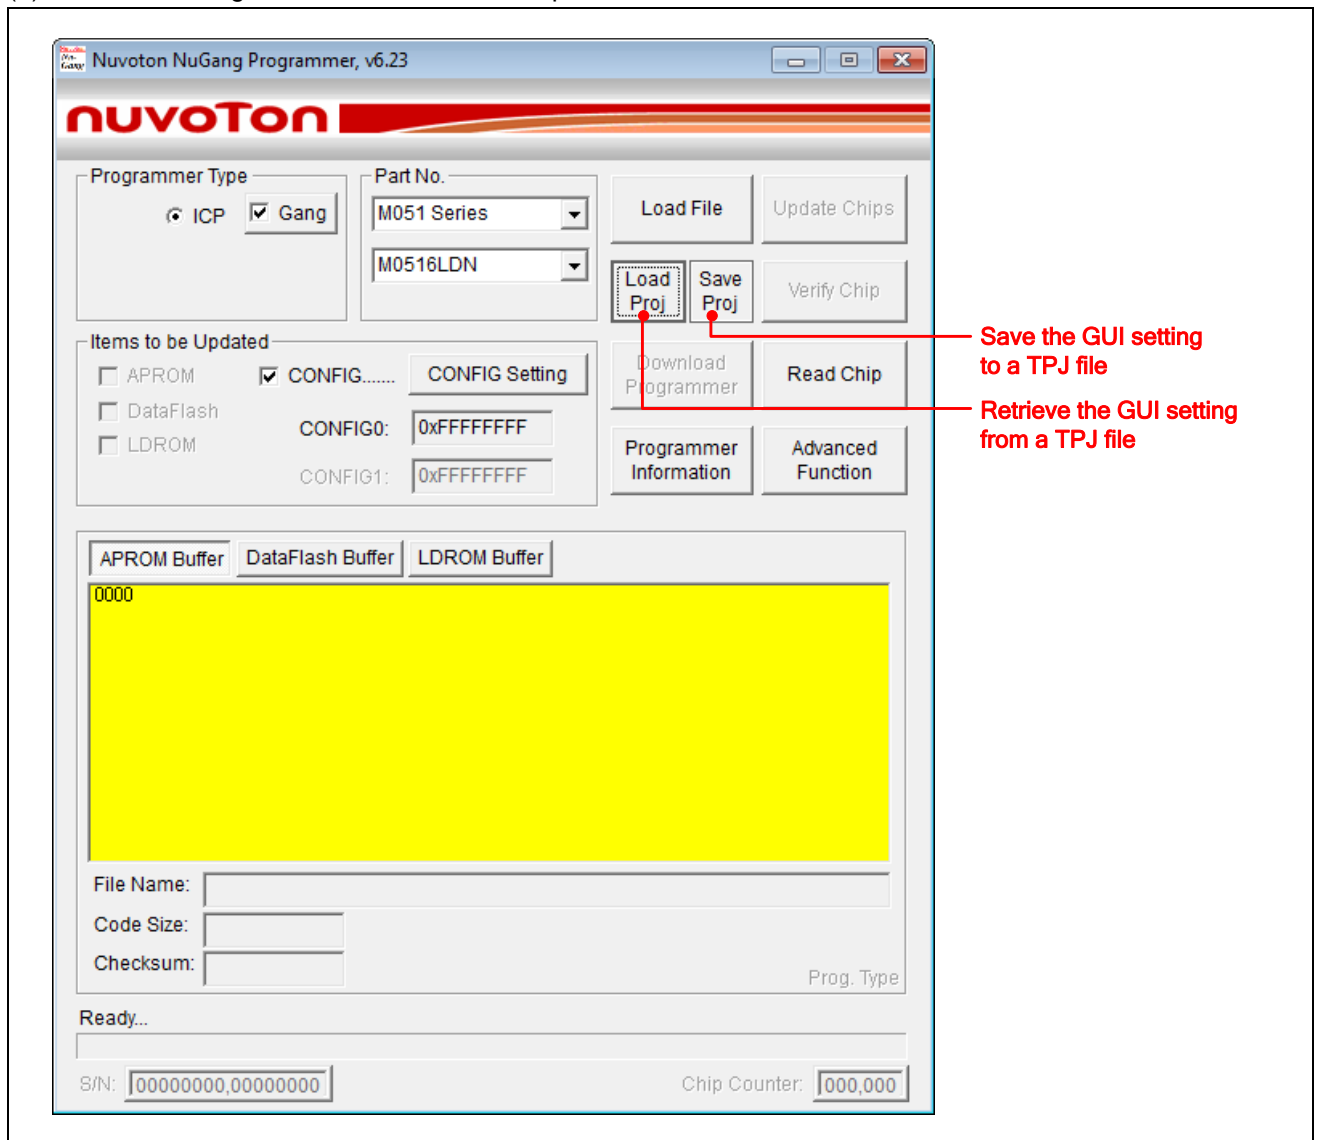 Nuvoton NuGang Programmer, v6.23
nuvoTon
Programmer Type
ICP
Gang
Part No.
M051 Series
M0516LDN
Load File
Update Chips
Load
Proj
Save
Proj
Verify Chip
Save the GUI setting
to a TPJ file
Items to be Updated
APROM
CONFIG.......
CONFIG Setting
DataFlash
LDROM
CONFIG0:
0xFFFFFFFF
CONFIG1:
0xFFFFFFFF
Download
Programmer
Read Chip
Retrieve the GUI setting
from a TPJ file
Programmer
Information
Advanced
Function
APROM Buffer
DataFlash Buffer
LDROM Buffer
0000
File Name:
Code Size:
Checksum:
Prog. Type
Ready...
S/N:
00000000,00000000
Chip Counter:
000,000